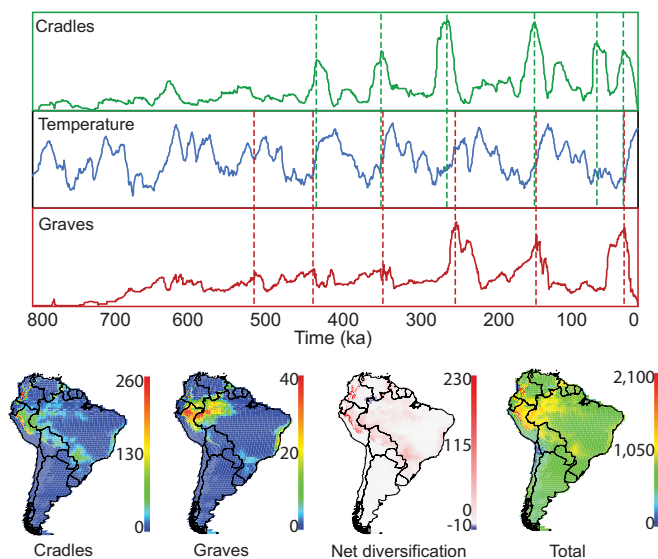 Cradles
Temperature
Graves
800 700 600 500 400 300 200 100 0
Time (ka)
260
130
0
Cradles
40
20
0
Graves
230
115
0
-10
Net diversification
2,100
1,050
0
Total